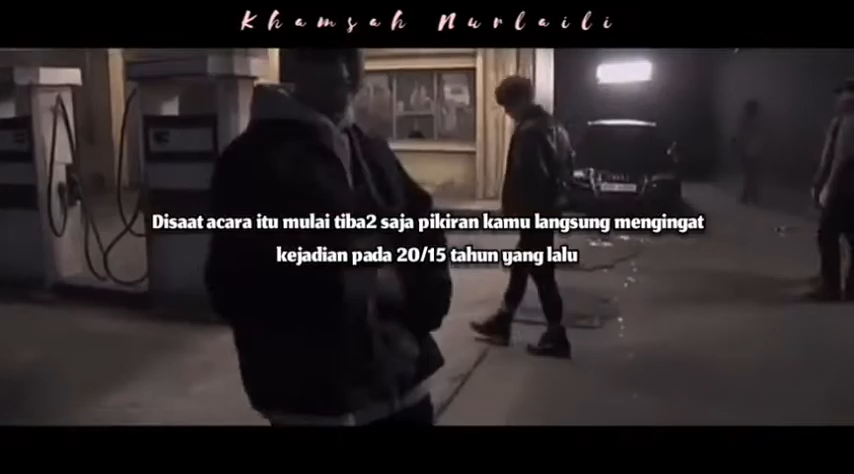 Khamsah Nurlaili
Disaat acara itu mulai tiba2 saja pikiran kamu langsung mengingat
kejadian pada 20/15 tahun yang lalu